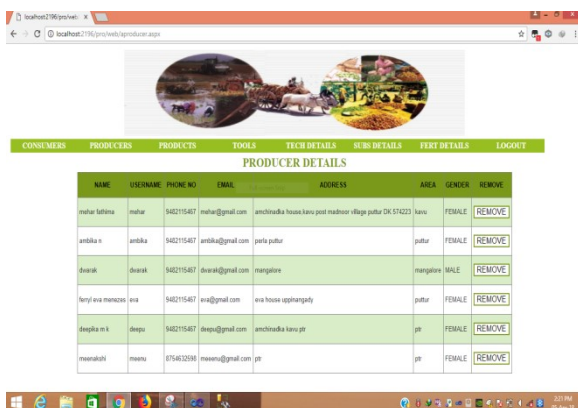 localhost:2196/pro/web/
localhost:2196/pro/web/aproducer.aspx
CONSUMERS PRODUCERS PRODUCTS TOOLS TECH DETAILS SUBS DETAILS FERT DETAILS LOGOUT
PRODUCER DETAILS
NAME USERNAME PHONE NO EMAIL ADDRESS AREA GENDER REMOVE
mehar fathima mehar 9482115467 mehar@gmail.com amchinadka house,kavu post madnoor village puttur DK 574223 kavu FEMALE REMOVE
ambika n ambika 9482115467 ambika@gmail.com perla puttur puttur FEMALE REMOVE
dwarak dwarak 9482115467 dwarak@gmail.com mangalore mangalore MALE REMOVE
ferryl eva menezes eva 9482115467 eva@gmail.com eva house uppinangady puttur FEMALE REMOVE
deepika m k deepu 9482115467 deepu@gmail.com amchinadka kavu ptr ptr FEMALE REMOVE
meenakshi meenu 8754632598 meeenu@gmail.com ptr ptr FEMALE REMOVE
2:21 PM